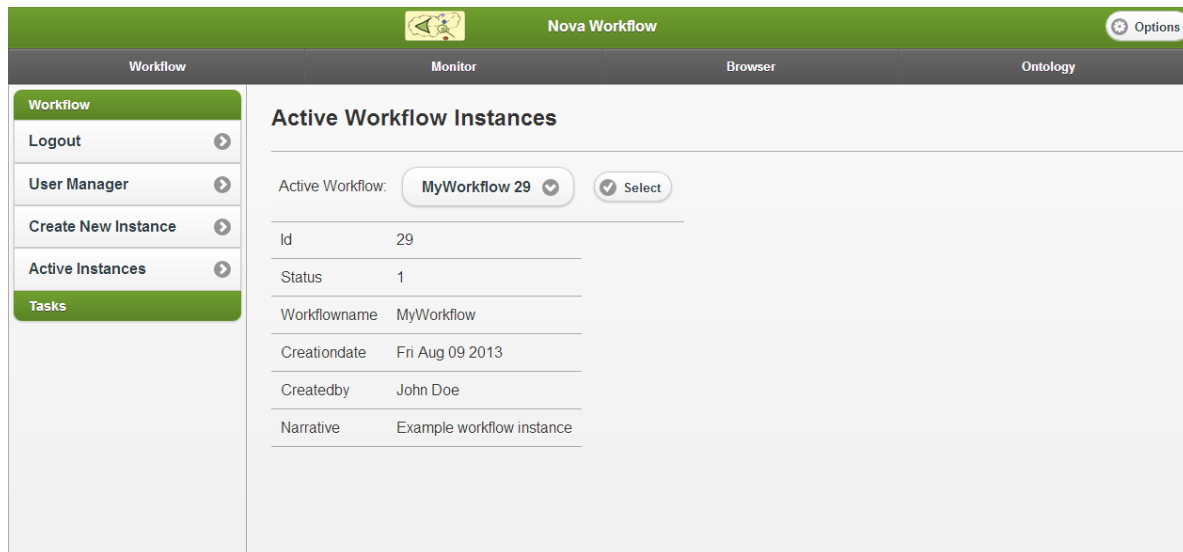 Nova Workflow
Options
Workflow Monitor Browser Ontology
Workflow
Logout
User Manager
Create New Instance
Active Instances
Tasks
Active Workflow Instances
Active Workflow: MyWorkflow 29 Select
Id 29
Status 1
Workflowname MyWorkflow
Creationdate Fri Aug 09 2013
Createdby John Doe
Narrative Example workflow instance